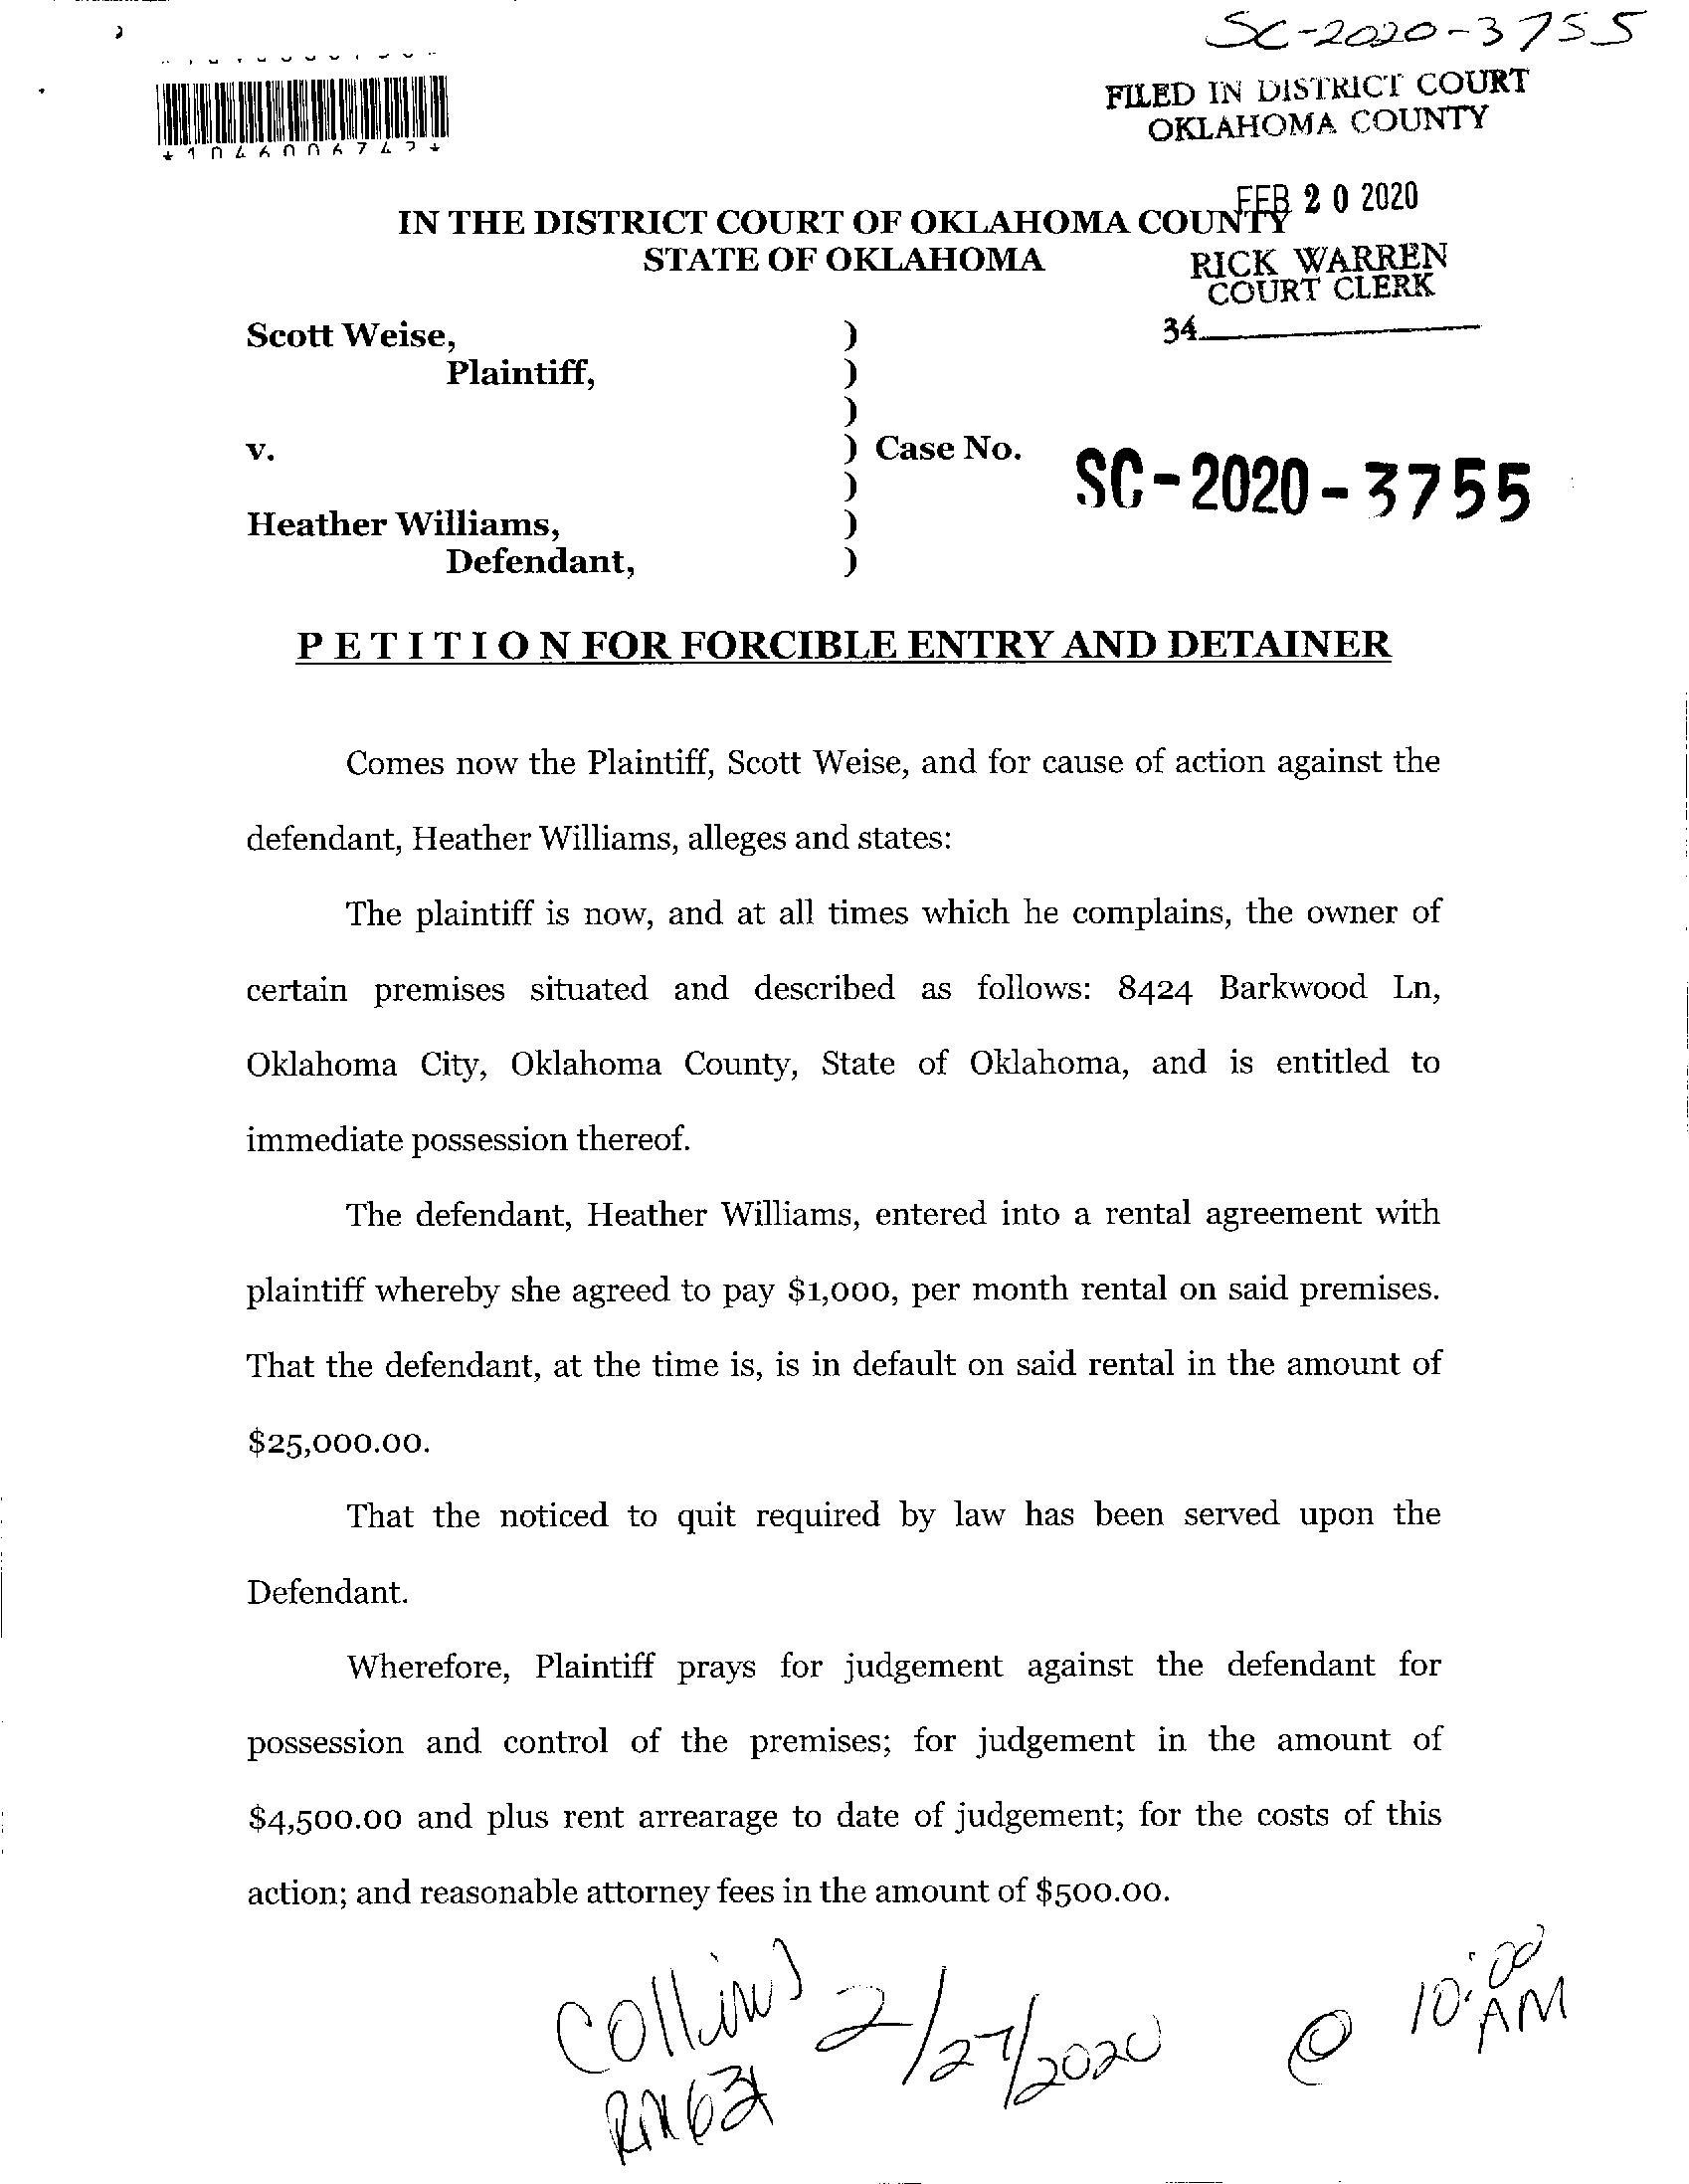 SC-2020-3755
FILED IN DISTRICT COURT
OKLAHOMA COUNTY
FEB 20 2020
IN THE DISTRICT COURT OF OKLAHOMA COUNTY
STATE OF OKLAHOMA
RICK WARREN
COURT CLERK
34
Scott Weise, )
Plaintiff, )
)
v. ) Case No. SC-2020-3755
)
Heather Williams, )
Defendant, )
P E T I T I O N FOR FORCIBLE ENTRY AND DETAINER
Comes now the Plaintiff, Scott Weise, and for cause of action against the
defendant, Heather Williams, alleges and states:
The plaintiff is now, and at all times which he complains, the owner of
certain premises situated and described as follows: 8424 Barkwood Ln,
Oklahoma City, Oklahoma County, State of Oklahoma, and is entitled to
immediate possession thereof.
The defendant, Heather Williams, entered into a rental agreement with
plaintiff whereby she agreed to pay $1,000, per month rental on said premises.
That the defendant, at the time is, is in default on said rental in the amount of
$25,000.00.
That the noticed to quit required by law has been served upon the
Defendant.
Wherefore, Plaintiff prays for judgement against the defendant for
possession and control of the premises; for judgement in the amount of
$4,500.00 and plus rent arrearage to date of judgement; for the costs of this
action; and reasonable attorney fees in the amount of $500.00.
Collins 2/27/2020 @ 10:00 AM